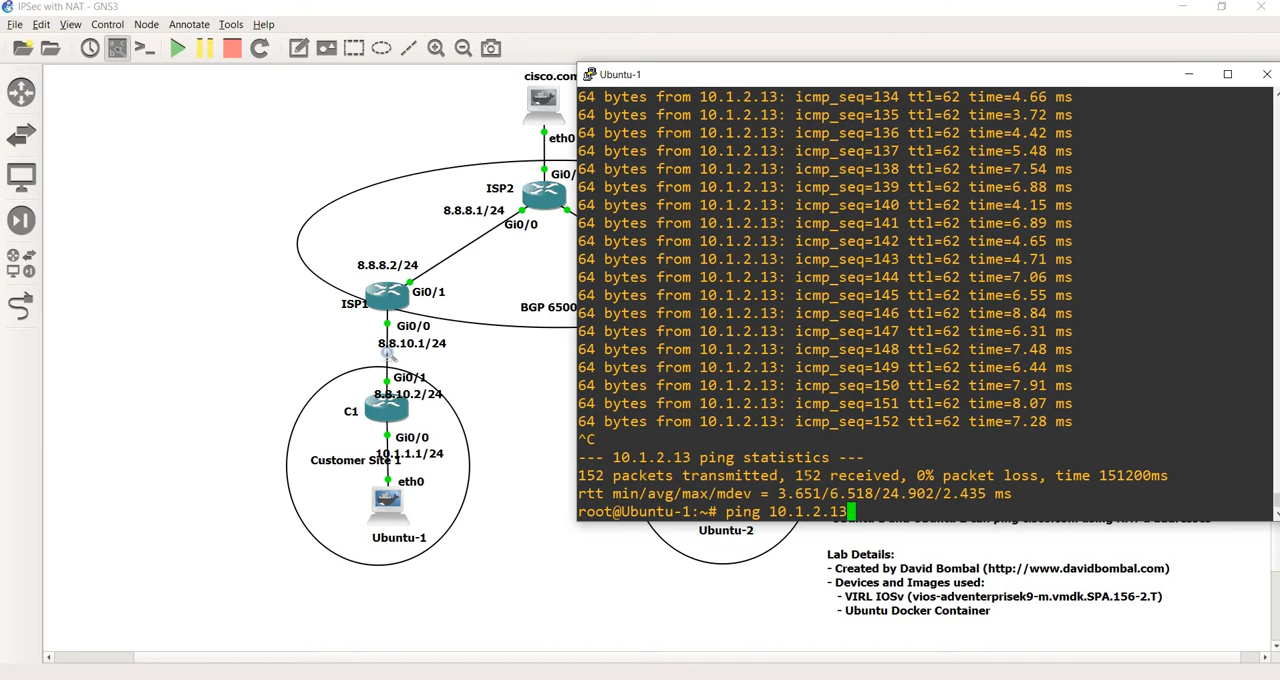 IPSec with NAT - GNS3
File Edit View Control Node Annotate Tools Help
cisco.com
eth0
Gi0/
ISP2
8.8.8.1/24
Gi0/0
8.8.8.2/24
Gi0/1
ISP1
BGP 6500
Gi0/0
8.8.10.1/24
Gi0/1
8.8.10.2/24
C1
Gi0/0
10.1.1.1/24
Customer Site 1
eth0
Ubuntu-1
Ubuntu-1
64 bytes from 10.1.2.13: icmp_seq=134 ttl=62 time=4.66 ms
64 bytes from 10.1.2.13: icmp_seq=135 ttl=62 time=3.72 ms
64 bytes from 10.1.2.13: icmp_seq=136 ttl=62 time=4.42 ms
64 bytes from 10.1.2.13: icmp_seq=137 ttl=62 time=5.48 ms
64 bytes from 10.1.2.13: icmp_seq=138 ttl=62 time=7.54 ms
64 bytes from 10.1.2.13: icmp_seq=139 ttl=62 time=6.88 ms
64 bytes from 10.1.2.13: icmp_seq=140 ttl=62 time=4.15 ms
64 bytes from 10.1.2.13: icmp_seq=141 ttl=62 time=6.89 ms
64 bytes from 10.1.2.13: icmp_seq=142 ttl=62 time=4.65 ms
64 bytes from 10.1.2.13: icmp_seq=143 ttl=62 time=4.71 ms
64 bytes from 10.1.2.13: icmp_seq=144 ttl=62 time=7.06 ms
64 bytes from 10.1.2.13: icmp_seq=145 ttl=62 time=6.55 ms
64 bytes from 10.1.2.13: icmp_seq=146 ttl=62 time=8.84 ms
64 bytes from 10.1.2.13: icmp_seq=147 ttl=62 time=6.31 ms
64 bytes from 10.1.2.13: icmp_seq=148 ttl=62 time=7.48 ms
64 bytes from 10.1.2.13: icmp_seq=149 ttl=62 time=6.44 ms
64 bytes from 10.1.2.13: icmp_seq=150 ttl=62 time=7.91 ms
64 bytes from 10.1.2.13: icmp_seq=151 ttl=62 time=8.07 ms
64 bytes from 10.1.2.13: icmp_seq=152 ttl=62 time=7.28 ms
^C
--- 10.1.2.13 ping statistics ---
152 packets transmitted, 152 received, 0% packet loss, time 151200ms
rtt min/avg/max/mdev = 3.651/6.518/24.902/2.435 ms
root@Ubuntu-1:~# ping 10.1.2.13
Ubuntu-2
Lab Details:
- Created by David Bombal (http://www.davidbombal.com)
- Devices and Images used:
- VIRL IOSv (vios-adventerprisek9-m.vmdk.SPA.156-2.T)
- Ubuntu Docker Container